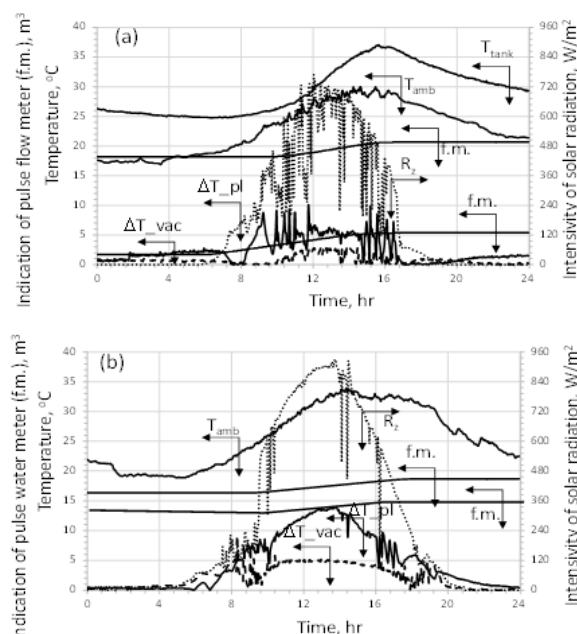 (a)
Indication of pulse flow meter (f.m.), m³
Temperature, °C
Intensivity of solar radiation, W/m²
40
35
30
25
20
15
10
5
0
960
840
720
600
480
360
240
120
0
T_tank
T_amb
f.m.
R_z
ΔT_pl
ΔT_vac
f.m.
0 4 8 12 16 20 24
Time, hr
(b)
ndication of pulse water meter (f.m.), m³
Temperature, °C
Intensivity of solar radiation, W/m²
40
35
30
25
20
15
10
5
0
960
840
720
600
480
360
240
120
0
T_amb
R_z
f.m.
f.m.
ΔT_pl
ΔT_vac
0 4 8 12 16 20 24
Time, hr